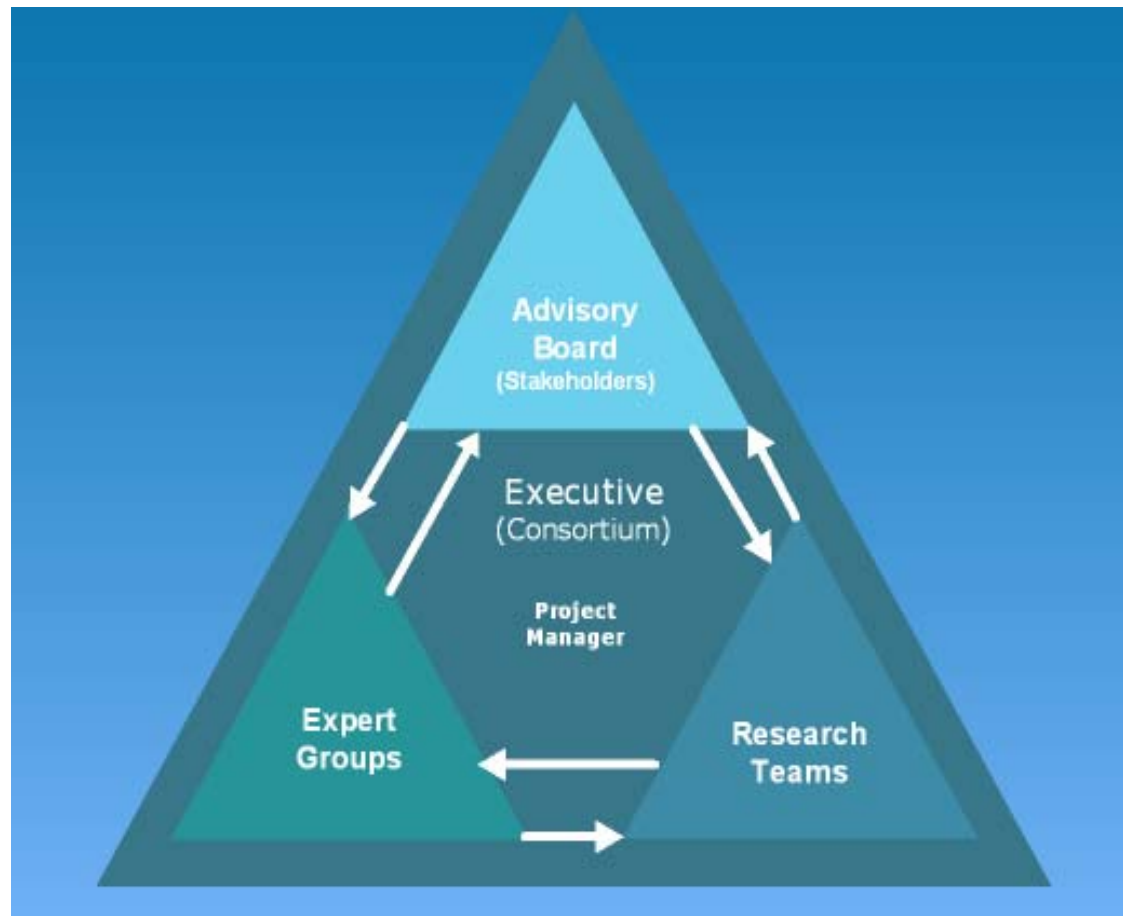 Advisory
Board
(Stakeholders)
Executive
(Consortium)
Project
Manager
Expert
Groups
Research
Teams